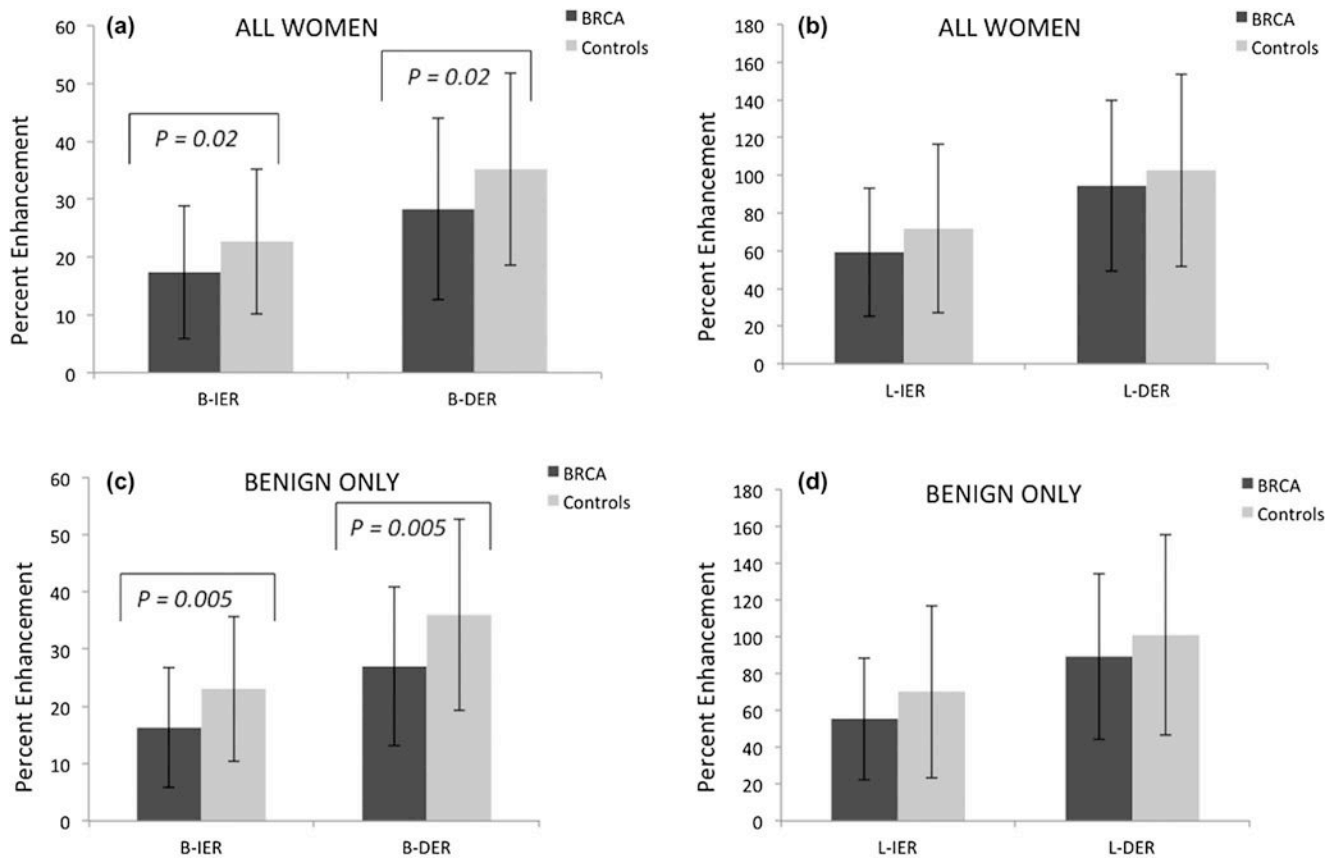 (a) ALL WOMEN
BRCA
Controls
Percent Enhancement
60
50
40
30
20
10
0
P = 0.02
P = 0.02
B-IER B-DER
(b) ALL WOMEN
BRCA
Controls
Percent Enhancement
180
160
140
120
100
80
60
40
20
0
L-IER L-DER
(c) BENIGN ONLY
BRCA
Controls
Percent Enhancement
60
50
40
30
20
10
0
P = 0.005
P = 0.005
B-IER B-DER
(d) BENIGN ONLY
BRCA
Controls
Percent Enhancement
180
160
140
120
100
80
60
40
20
0
L-IER L-DER